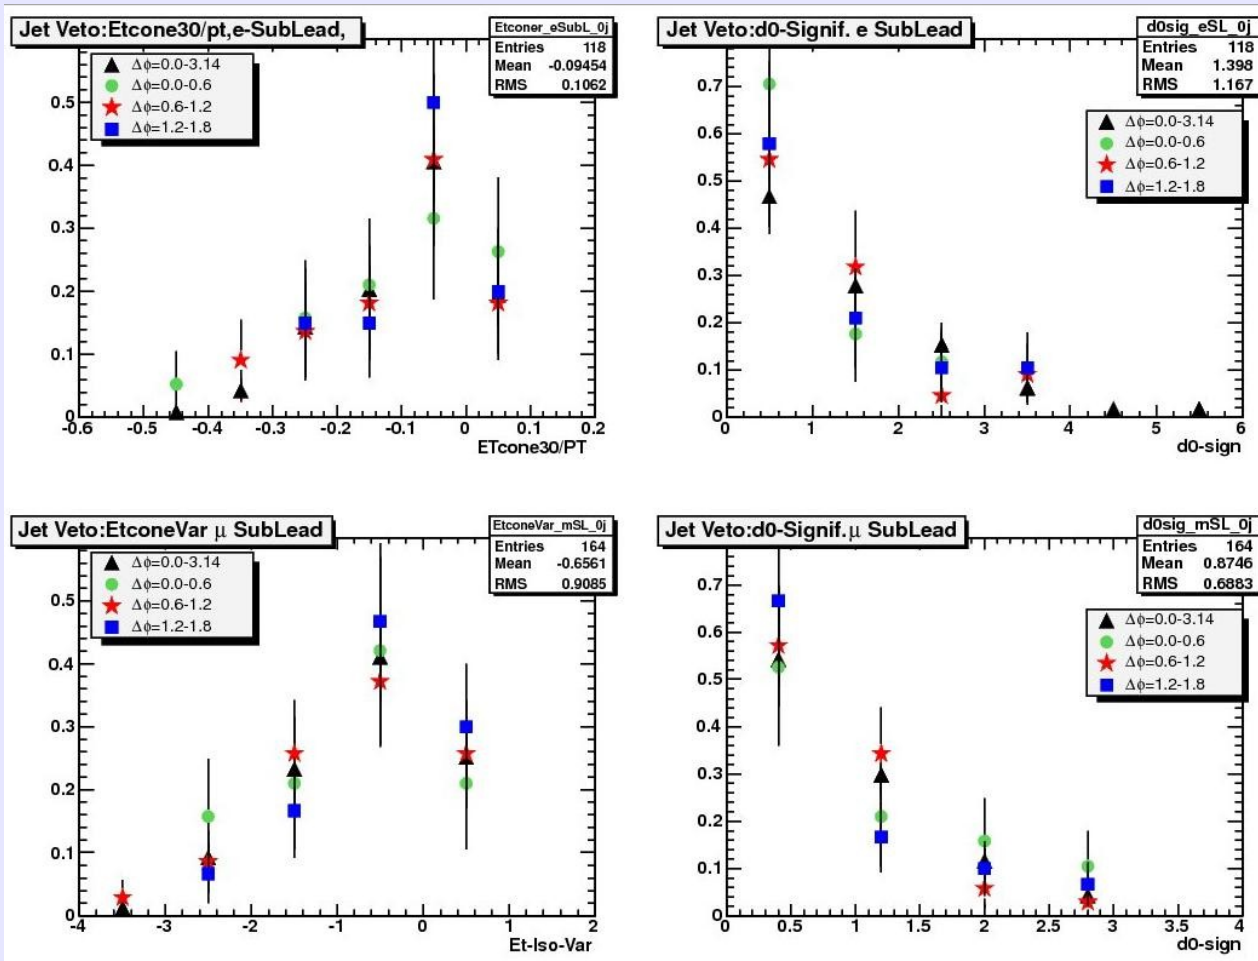 Jet Veto:Etcone30/pt,e-SubLead,
Etconer_eSubL_0j
Entries 118
Mean -0.09454
RMS 0.1062
Δϕ=0.0-3.14
Δϕ=0.0-0.6
Δϕ=0.6-1.2
Δϕ=1.2-1.8
0.5
0.4
0.3
0.2
0.1
0
-0.6 -0.5 -0.4 -0.3 -0.2 -0.1 0 0.1 0.2
ETcone30/PT
Jet Veto:d0-Signif. e SubLead
d0sig_eSL_0j
Entries 118
Mean 1.398
RMS 1.167
Δϕ=0.0-3.14
Δϕ=0.0-0.6
Δϕ=0.6-1.2
Δϕ=1.2-1.8
0.7
0.6
0.5
0.4
0.3
0.2
0.1
0
0 1 2 3 4 5 6
d0-sign
Jet Veto:EtconeVar μ SubLead
EtconeVar_mSL_0j
Entries 164
Mean -0.6561
RMS 0.9085
Δϕ=0.0-3.14
Δϕ=0.0-0.6
Δϕ=0.6-1.2
Δϕ=1.2-1.8
0.5
0.4
0.3
0.2
0.1
0
-4 -3 -2 -1 0 1 2
Et-Iso-Var
Jet Veto:d0-Signif.μ SubLead
d0sig_mSL_0j
Entries 164
Mean 0.8746
RMS 0.6883
Δϕ=0.0-3.14
Δϕ=0.0-0.6
Δϕ=0.6-1.2
Δϕ=1.2-1.8
0.7
0.6
0.5
0.4
0.3
0.2
0.1
0
0 0.5 1 1.5 2 2.5 3 3.5 4
d0-sign